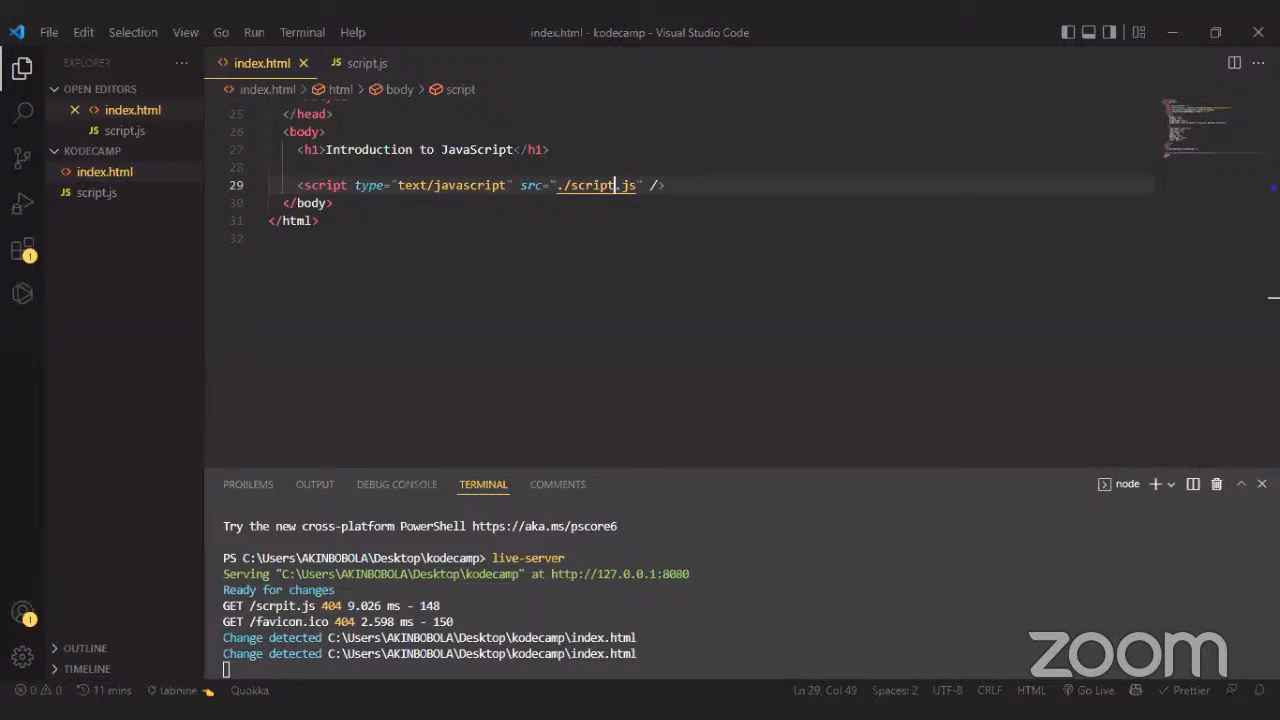 File Edit Selection View Go Run Terminal Help
index.html - kodecamp - Visual Studio Code
EXPLORER
OPEN EDITORS
index.html
JS script.js
KODECAMP
index.html
JS script.js
OUTLINE
TIMELINE
1
1
index.html
JS script.js
index.html > html > body > script
25 </head>
26 <body>
27 <h1>Introduction to JavaScript</h1>
28
29 <script type="text/javascript" src="./script.js" />
30 </body>
31 </html>
32
PROBLEMS OUTPUT DEBUG CONSOLE TERMINAL COMMENTS
node
Try the new cross-platform PowerShell https://aka.ms/pscore6
PS C:\Users\AKINBOBOLA\Desktop\kodecamp> live-server
Serving "C:\Users\AKINBOBOLA\Desktop\kodecamp" at http://127.0.0.1:8080
Ready for changes
GET /scrpit.js 404 9.026 ms - 148
GET /favicon.ico 404 2.598 ms - 150
Change detected C:\Users\AKINBOBOLA\Desktop\kodecamp\index.html
Change detected C:\Users\AKINBOBOLA\Desktop\kodecamp\index.html
zoom
0 0 11 mins tabnine Quokka
Ln 29, Col 49 Spaces: 2 UTF-8 CRLF HTML Go Live Prettier